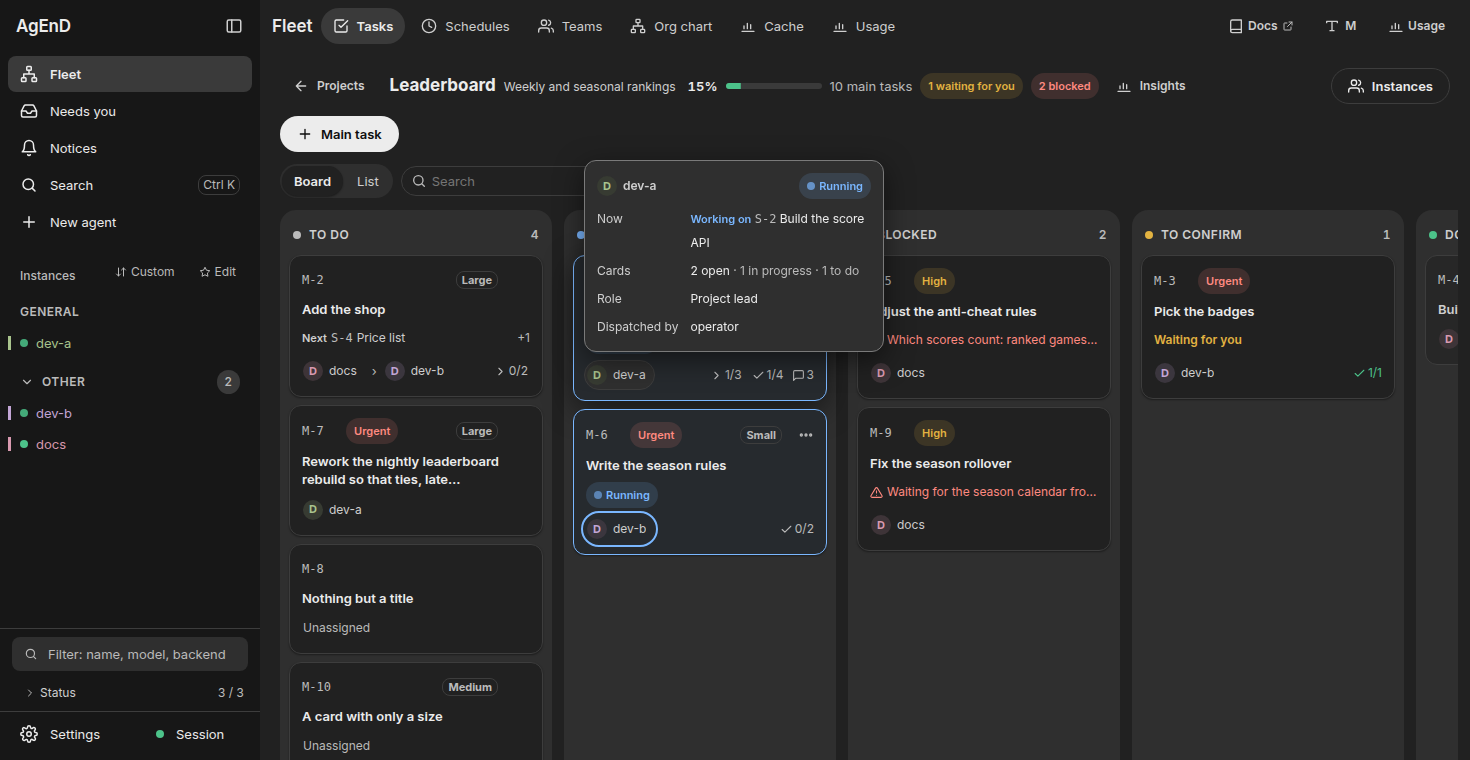 AgEnD
Fleet
Needs you
Notices
Search
Ctrl K
New agent
Instances
Custom
Edit
GENERAL
dev-a
OTHER
2
dev-b
docs
Filter: name, model, backend
Status
3 / 3
Settings
Session
Fleet
Tasks
Schedules
Teams
Org chart
Cache
Usage
Docs
M
Usage
Projects
Leaderboard
Weekly and seasonal rankings
15%
10 main tasks
1 waiting for you
2 blocked
Insights
Instances
Main task
Board
List
Search
D dev-a
Running
Now
Working on S-2 Build the score
API
Cards
2 open · 1 in progress · 1 to do
Role
Project lead
Dispatched by
operator
TO DO
4
M-2
Large
Add the shop
Next S-4 Price list
+1
D docs
D dev-b
0/2
M-7
Urgent
Large
Rework the nightly leaderboard
rebuild so that ties, late…
D dev-a
M-8
Nothing but a title
Unassigned
M-10
Medium
A card with only a size
Unassigned
D dev-a
1/3
1/4
3
M-6
Urgent
Small
Write the season rules
Running
D dev-b
0/2
LOCKED
2
5
High
djust the anti-cheat rules
Which scores count: ranked games…
D docs
M-9
High
Fix the season rollover
Waiting for the season calendar fro…
D docs
TO CONFIRM
1
M-3
Urgent
Pick the badges
Waiting for you
D dev-b
1/1
DO
M-4
Bui
D